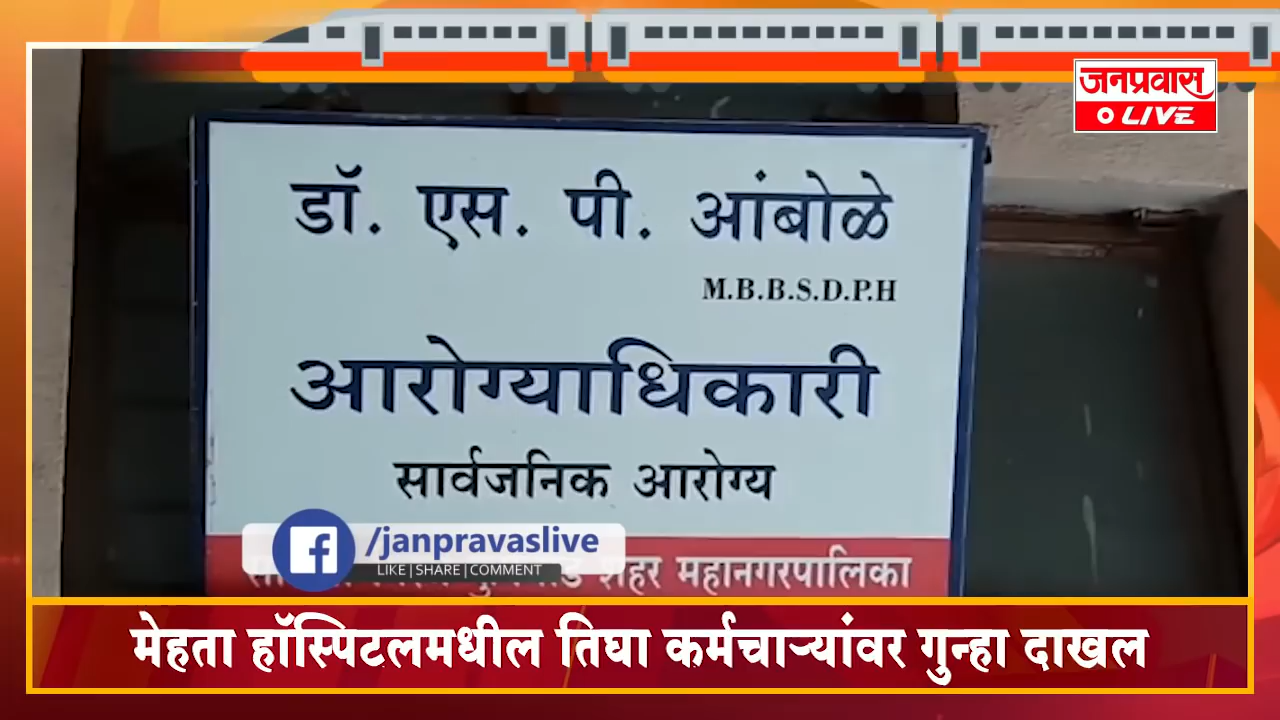 जनप्रवास
LIVE
डॉ. एस. पी. आंबोळे
M.B.B.S.D.P.H
आरोग्याधिकारी
सार्वजनिक आरोग्य
/janpravaslive
LIKE|SHARE|COMMENT
शहर महानगरपालिका
मेहता हॉस्पिटलमधील तिघा कर्मचाऱ्यांवर गुन्हा दाखल